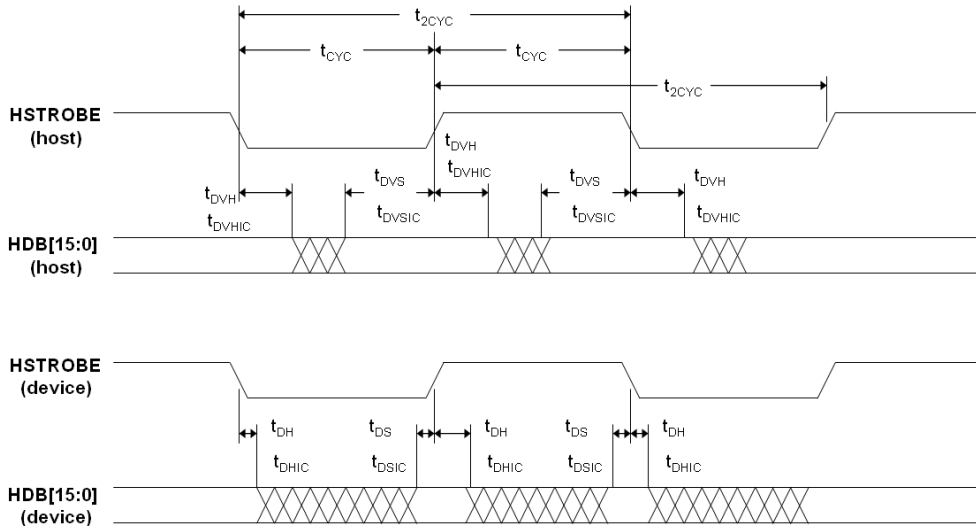 t2CYC
tCYC tCYC
t2CYC
HSTROBE
(host)
tDVH
tDVS tDVHIC tDVS
tDVH tDVH
tDVHIC tDVSIC tDVSIC tDVHIC
HDB[15:0]
(host)
HSTROBE
(device)
tDH tDS tDH tDS tDH
tDHIC tDSIC tDHIC tDSIC tDHIC
HDB[15:0]
(device)